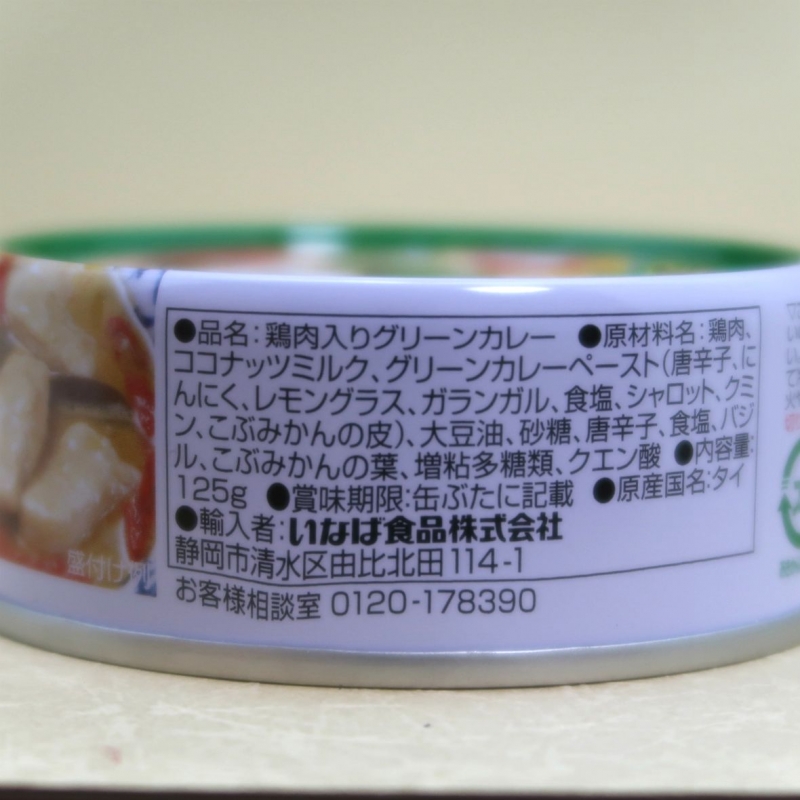 ●品名:鶏肉入りグリーンカレー ●原材料名:鶏肉、
ココナッツミルク、グリーンカレーペースト(唐辛子、に
んにく、レモングラス、ガランガル、食塩、シャロット、クミ
ン、こぶみかんの皮)、大豆油、砂糖、唐辛子、食塩、バジ
ル、こぶみかんの葉、増粘多糖類、クエン酸 ●内容量:
125g ●賞味期限:缶ぶたに記載 ●原産国名:タイ
●輸入者:いなば食品株式会社
静岡市清水区由比北田114-1
お客様相談室 0120-178390
盛付け例